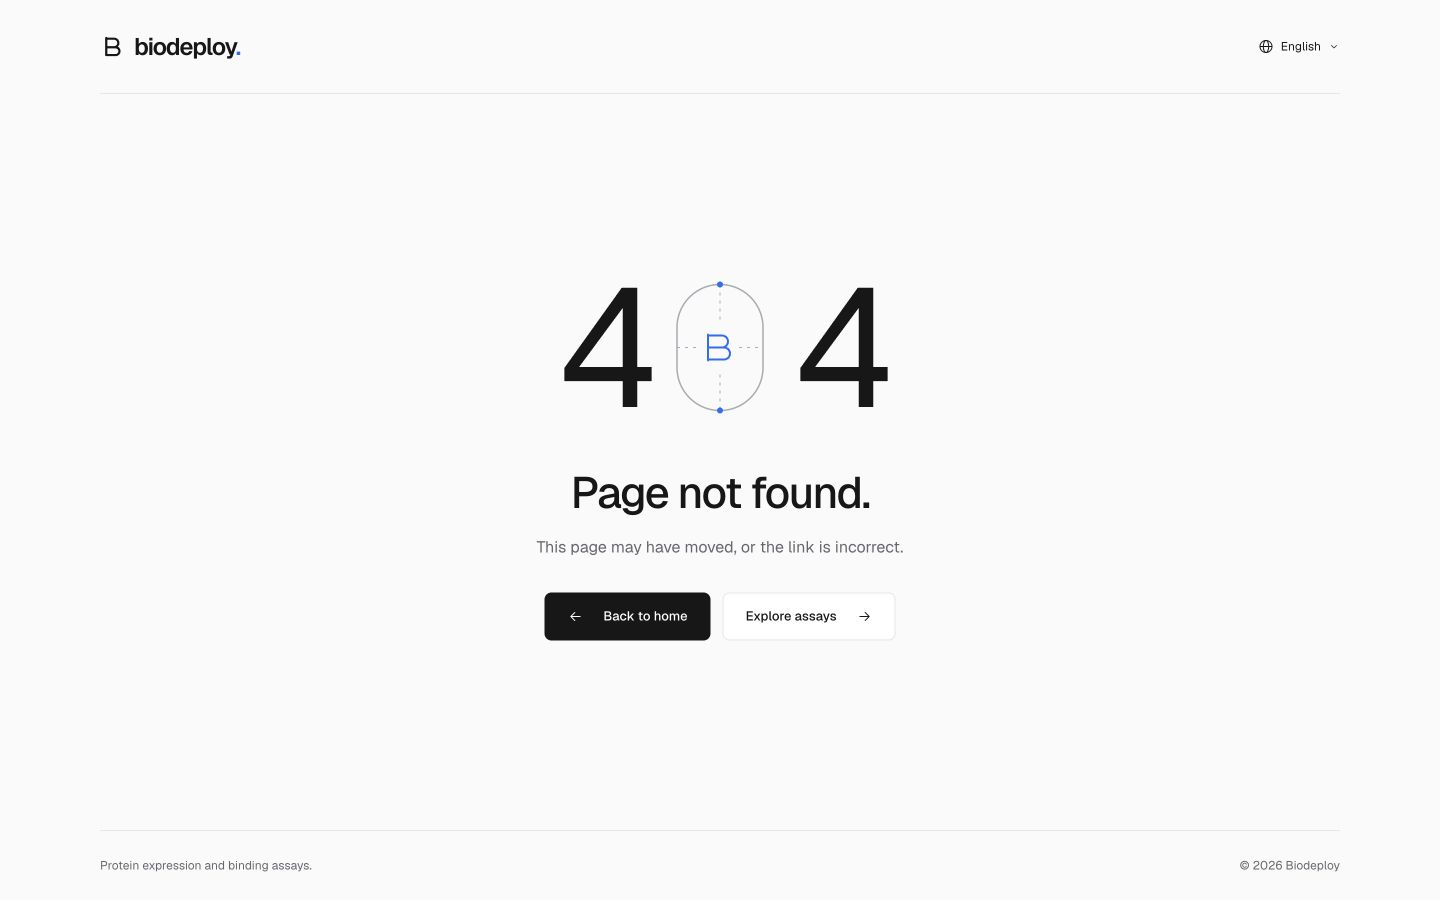 B biodeploy.
English
4 B 4
Page not found.
This page may have moved, or the link is incorrect.
← Back to home
Explore assays →
Protein expression and binding assays.
© 2026 Biodeploy